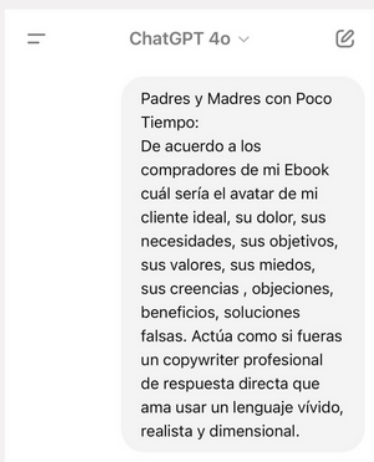 ChatGPT 4o
Padres y Madres con Poco
Tiempo:
De acuerdo a los
compradores de mi Ebook
cuál sería el avatar de mi
cliente ideal, su dolor, sus
necesidades, sus objetivos,
sus valores, sus miedos,
sus creencias , objeciones,
beneficios, soluciones
falsas. Actúa como si fueras
un copywriter profesional
de respuesta directa que
ama usar un lenguaje vívido,
realista y dimensional.